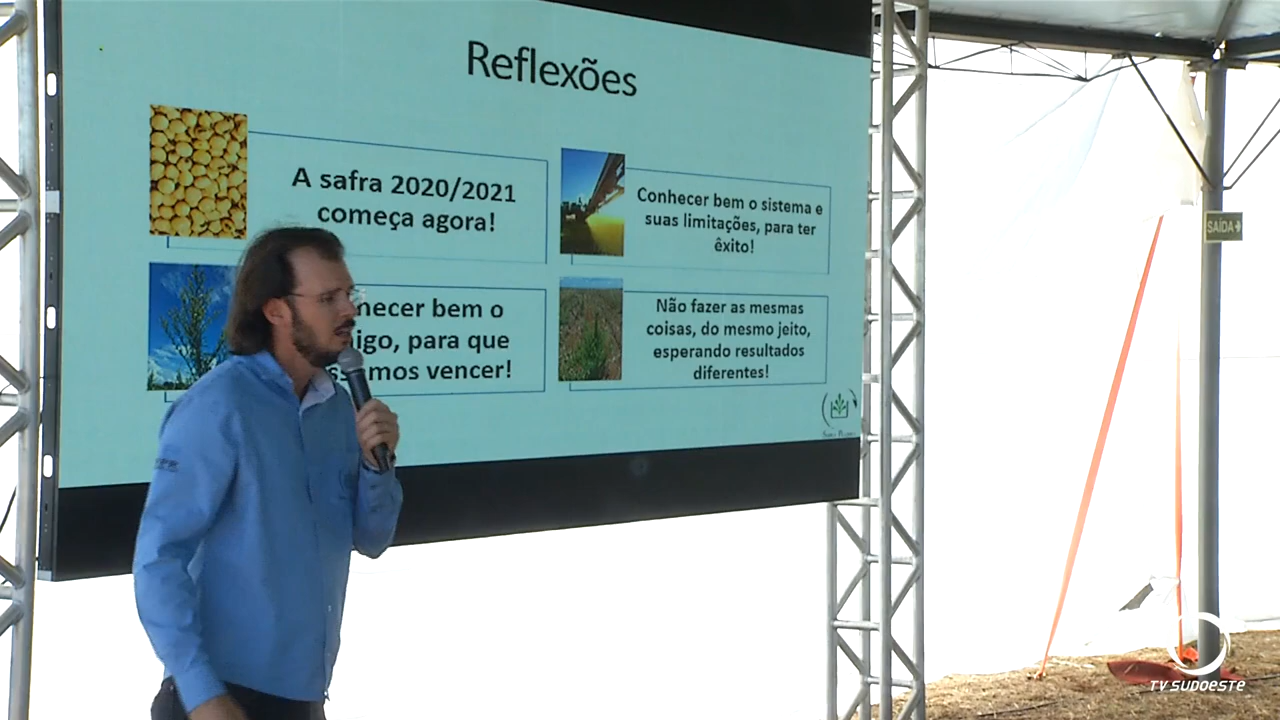 Reflexões
A safra 2020/2021
começa agora!
Conhecer bem o sistema e
suas limitações, para ter
êxito!
necer bem o
igo, para que
amos vencer!
Não fazer as mesmas
coisas, do mesmo jeito,
esperando resultados
diferentes!
SAÍDA
TV SUDOESTE